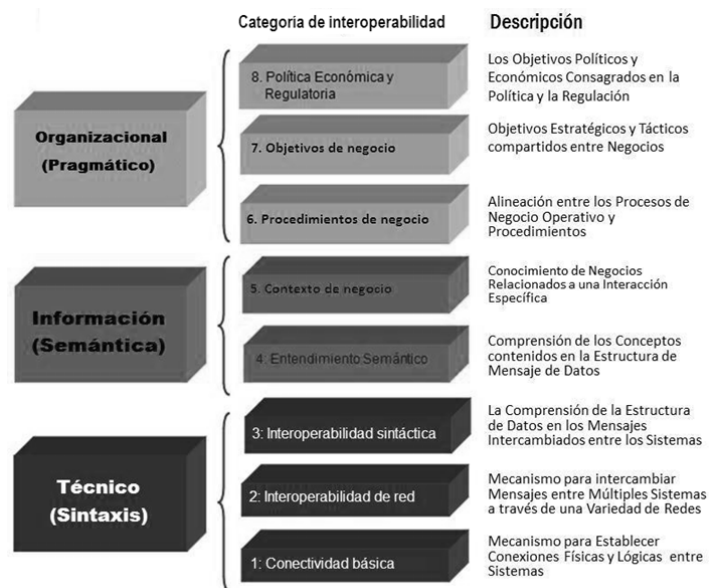 Categoria de interoperabilidad
Descripción
Organizacional
(Pragmático)
8. Política Económica y
Regulatoria
Los Objetivos Políticos y
Económicos Consagrados en la
Política y la Regulación
7. Objetivos de negocio
Objetivos Estratégicos y Tácticos
compartidos entre Negocios
6. Procedimientos de negocio
Alineación entre los Procesos de
Negocio Operativo y
Procedimientos
Información
(Semántica)
5. Contexto de negocio
Conocimiento de Negocios
Relacionados a una Interacción
Específica
4. Entendimiento Semántico
Comprensión de los Conceptos
contenidos en la Estructura de
Mensaje de Datos
Técnico
(Sintaxis)
3: Interoperabilidad sintáctica
La Comprensión de la Estructura
de Datos en los Mensajes
Intercambiados entre los Sistemas
2: Interoperabilidad de red
Mecanismo para intercambiar
Mensajes entre Múltiples Sistemas
a través de una Variedad de Redes
1: Conectividad básica
Mecanismo para Establecer
Conexiones Físicas y Lógicas entre
Sistemas